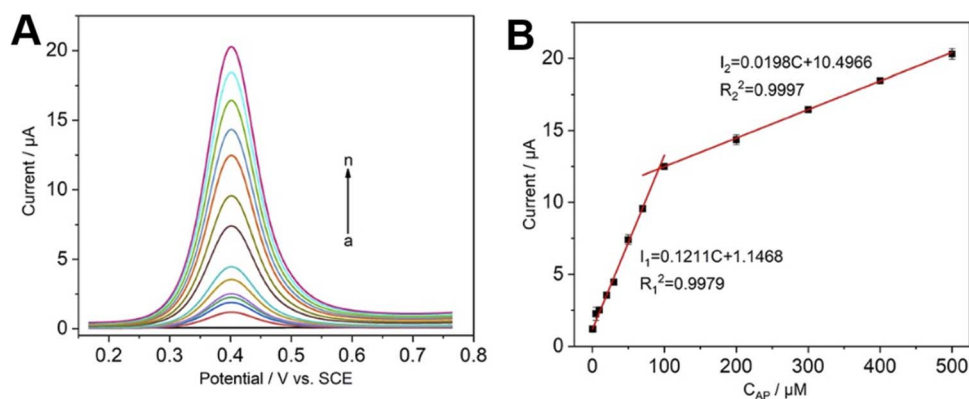 A
20
15
10
5
0
Current / µA
n
a
0.2 0.3 0.4 0.5 0.6 0.7 0.8
Potential / V vs. SCE
B
20
15
10
5
0
Current / µA
I₂=0.0198C+10.4966
R₂²=0.9997
I₁=0.1211C+1.1468
R₁²=0.9979
0 100 200 300 400 500
C_AP / µM